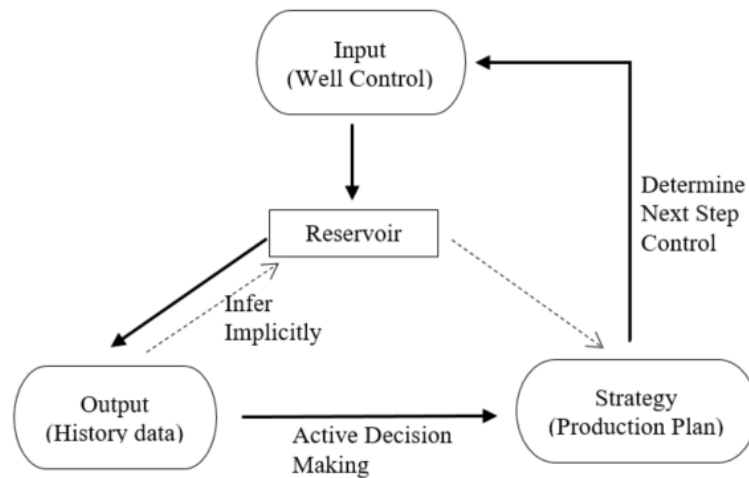 Input
(Well Control)
Determine
Next Step
Control
Reservoir
Infer
Implicitly
Output
(History data)
Strategy
(Production Plan)
Active Decision
Making